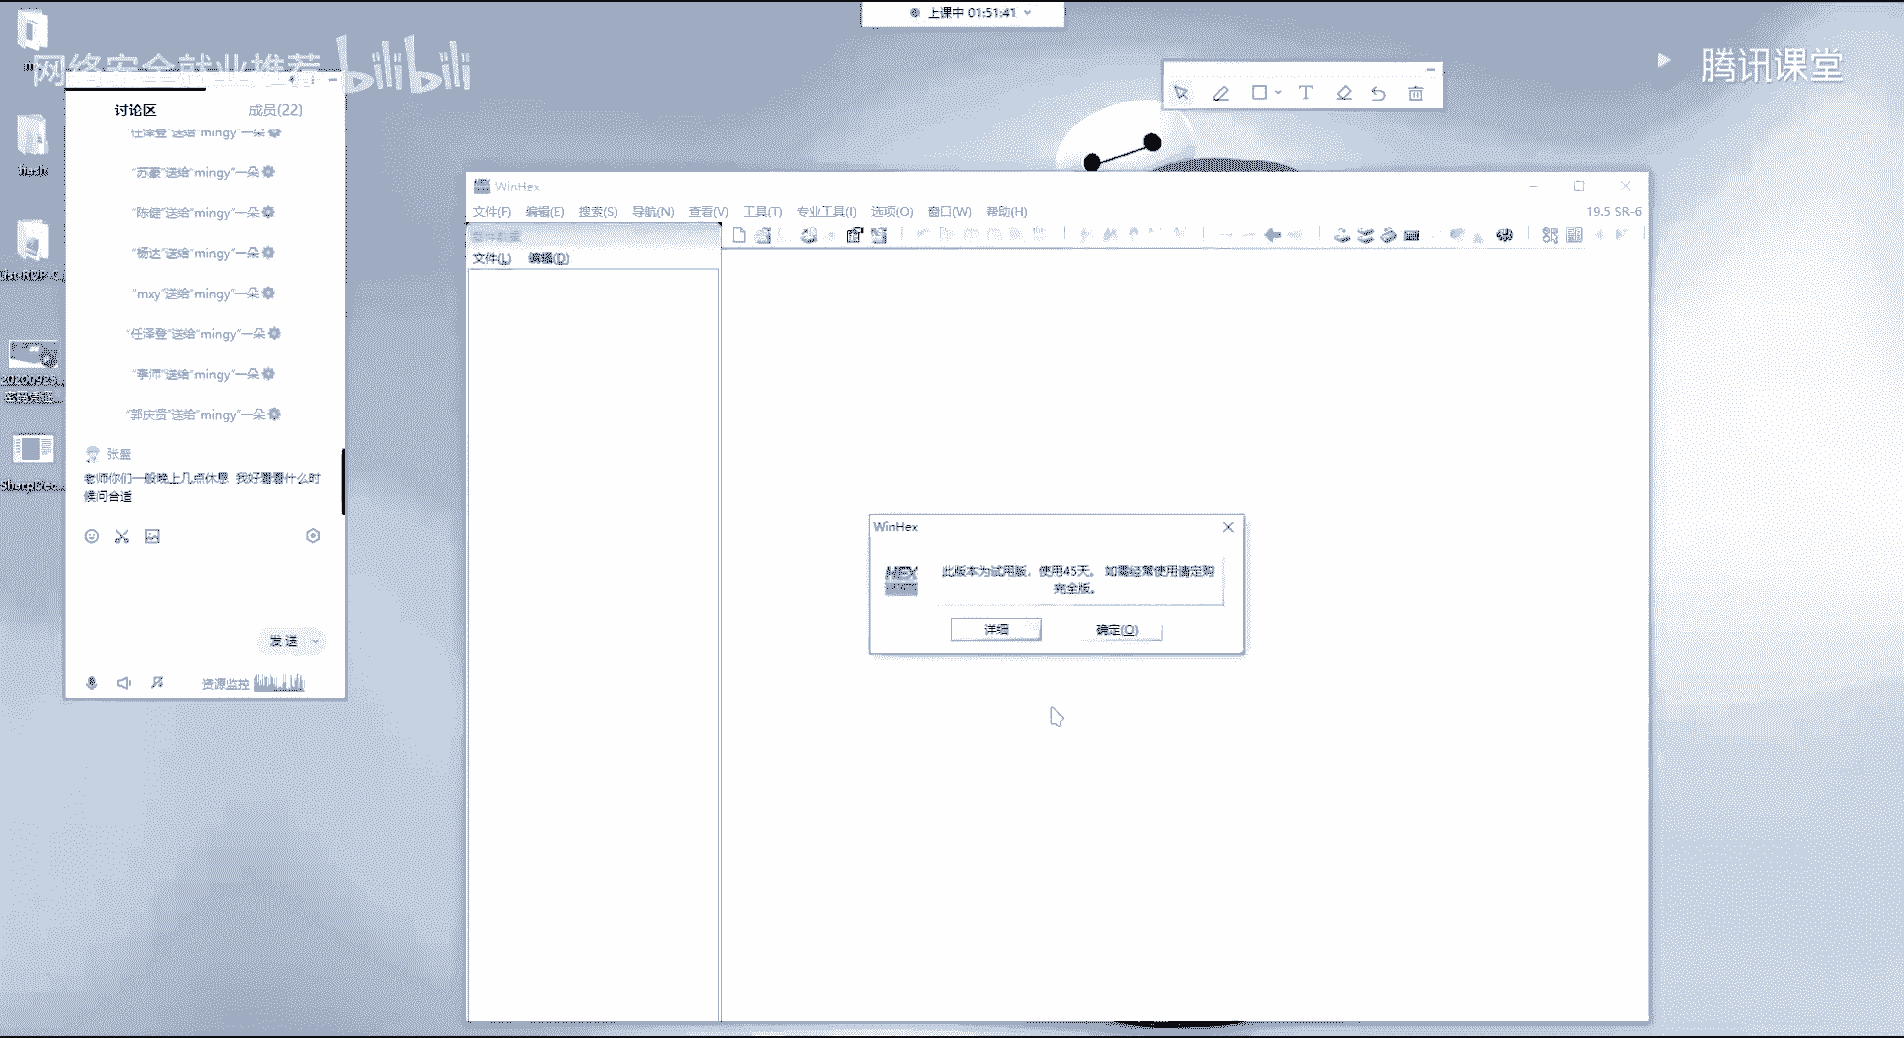 上课中 01:51:41
网络安全就业推荐 bilibili
腾讯课堂
讨论区
成员(22)
"任泽登"送给"mingy"一朵
"苏豪"送给"mingy"一朵
"陈健"送给"mingy"一朵
"杨达"送给"mingy"一朵
"mxy"送给"mingy"一朵
"任泽登"送给"mingy"一朵
"李师"送给"mingy"一朵
"郭庆贵"送给"mingy"一朵
张盛
老师你们一般晚上几点休息 我好看看什么时
候问合适
发送
资源监控
WinHex
文件(F) 编辑(E) 搜索(S) 导航(N) 查看(V) 工具(T) 专业工具(I) 选项(O) 窗口(W) 帮助(H)
19.5 SR-6
文件(L) 编辑(D)
WinHex
HEX
此版本为试用版，使用45天。 如需经常使用请定购
完全版。
详细
确定(O)